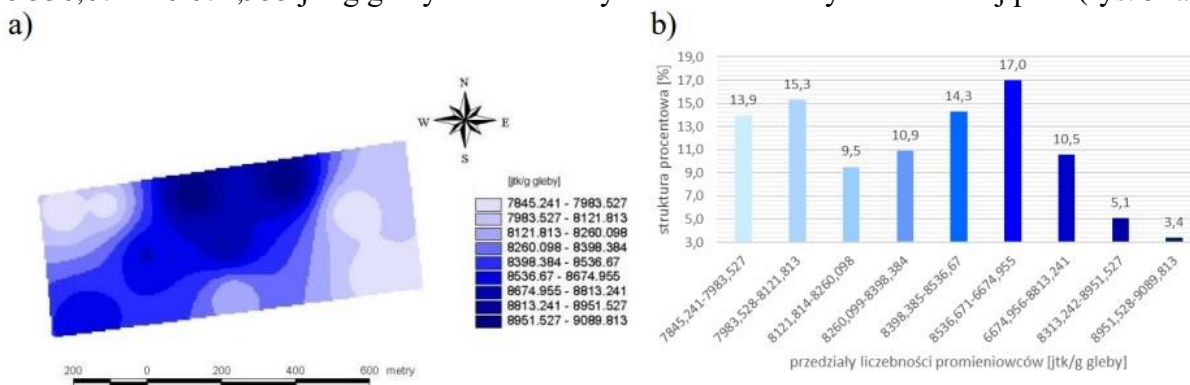 a)
N
W E
S
[jtk/g gleby]
7845.241 - 7983.527
7983.527 - 8121.813
8121.813 - 8260.098
8260.098 - 8398.384
8398.384 - 8536.67
8536.67 - 8674.955
8674.955 - 8813.241
8813.241 - 8951.527
8951.527 - 9089.813
200 0 200 400 600 metry
b)
struktura procentowa [%]
19,0
17,0
15,0
13,0
11,0
9,0
7,0
5,0
3,0
13,9
15,3
9,5
10,9
14,3
17,0
10,5
5,1
3,4
7845,241-7983,527
7983,528-8121,813
8121,814-8260,098
8260,099-8398,384
8398,385-8536,67
8536,671-6674,955
6674,956-8813,241
8313,242-8951,527
8951,528-9089,813
przedziały liczebności promieniowców [jtk/g gleby]